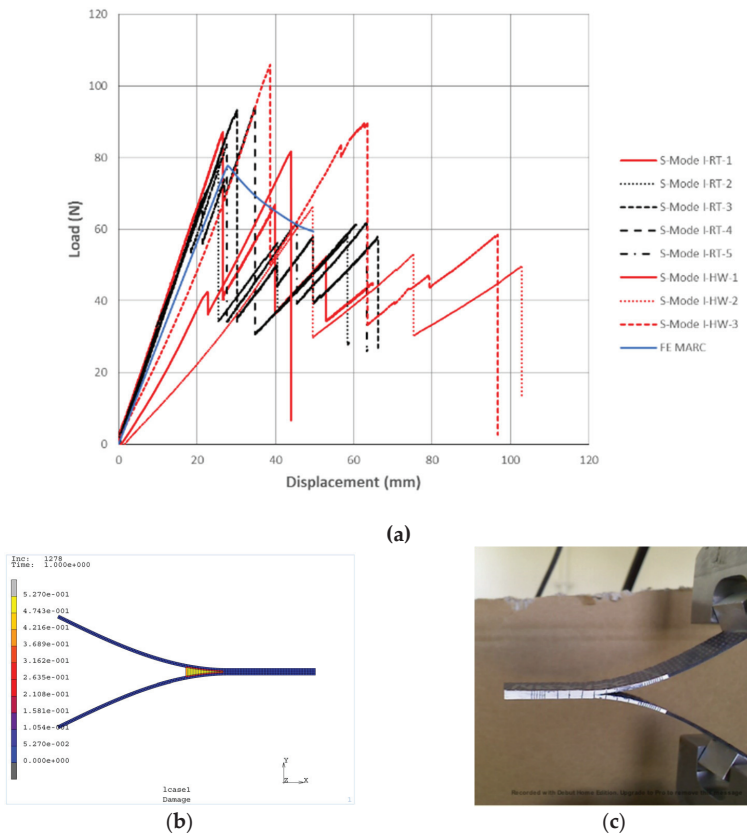 120
100
80
60
40
20
0
Load (N)
0 20 40 60 80 100 120
Displacement (mm)
S-Mode I-RT-1
S-Mode I-RT-2
S-Mode I-RT-3
S-Mode I-RT-4
S-Mode I-RT-5
S-Mode I-HW-1
S-Mode I-HW-2
S-Mode I-HW-3
FE MARC
(a)
Inc: 1278
Time: 1.000e+000
5.270e-001
4.743e-001
4.216e-001
3.689e-001
3.162e-001
2.635e-001
2.108e-001
1.581e-001
1.054e-001
5.270e-002
0.000e+000
Y
Z X
lcase1
Damage
1
(b)
(c)